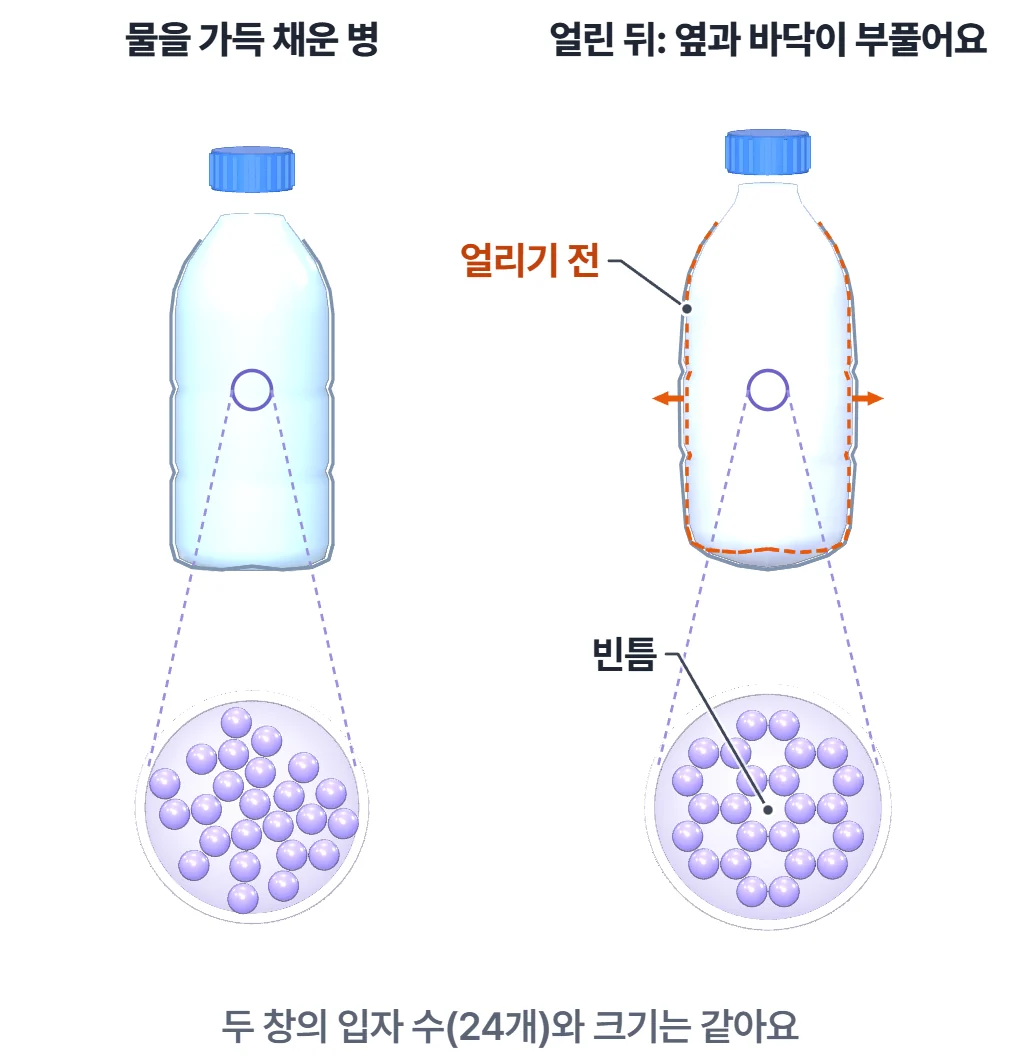 물을 가득 채운 병
얼린 뒤: 옆과 바닥이 부풀어요
얼리기 전
빈틈
두 창의 입자 수(24개)와 크기는 같아요